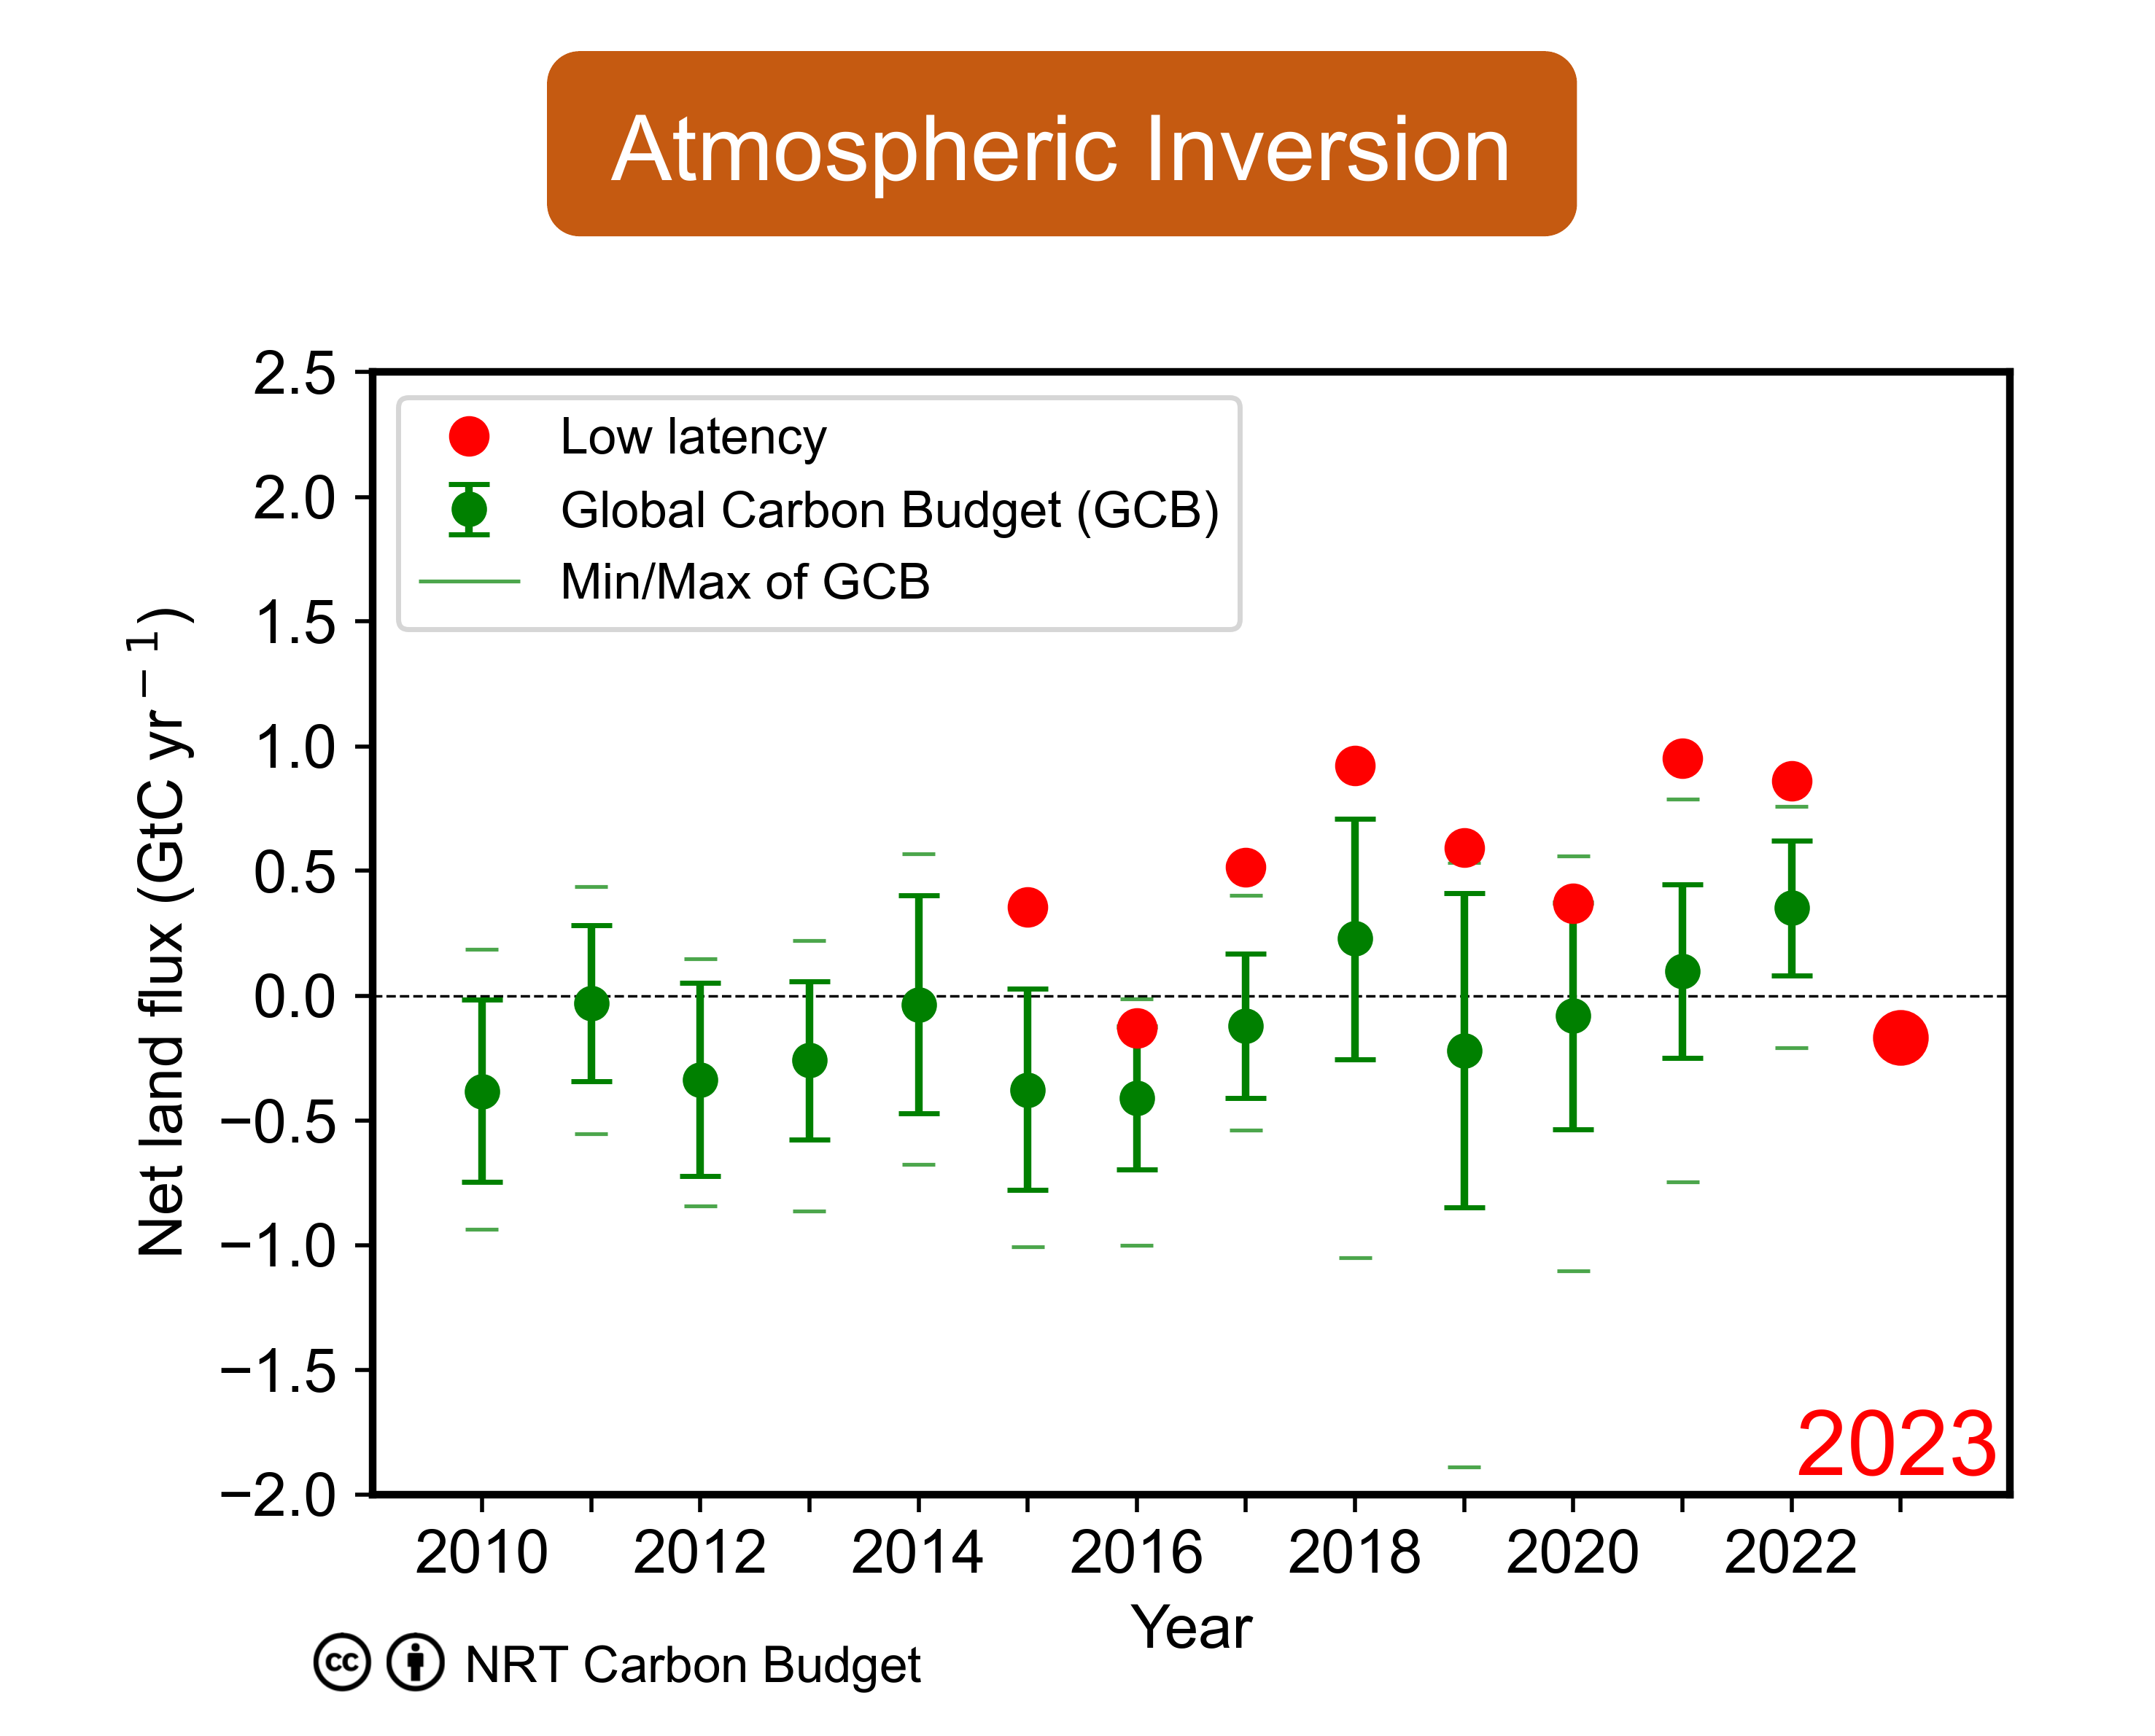 Atmospheric Inversion
2.5
2.0
1.5
1.0
0.5
0.0
−0.5
−1.0
−1.5
−2.0
Net land flux (GtC yr⁻¹)
Low latency
Global Carbon Budget (GCB)
Min/Max of GCB
2023
2010 2012 2014 2016 2018 2020 2022
Year
cc NRT Carbon Budget